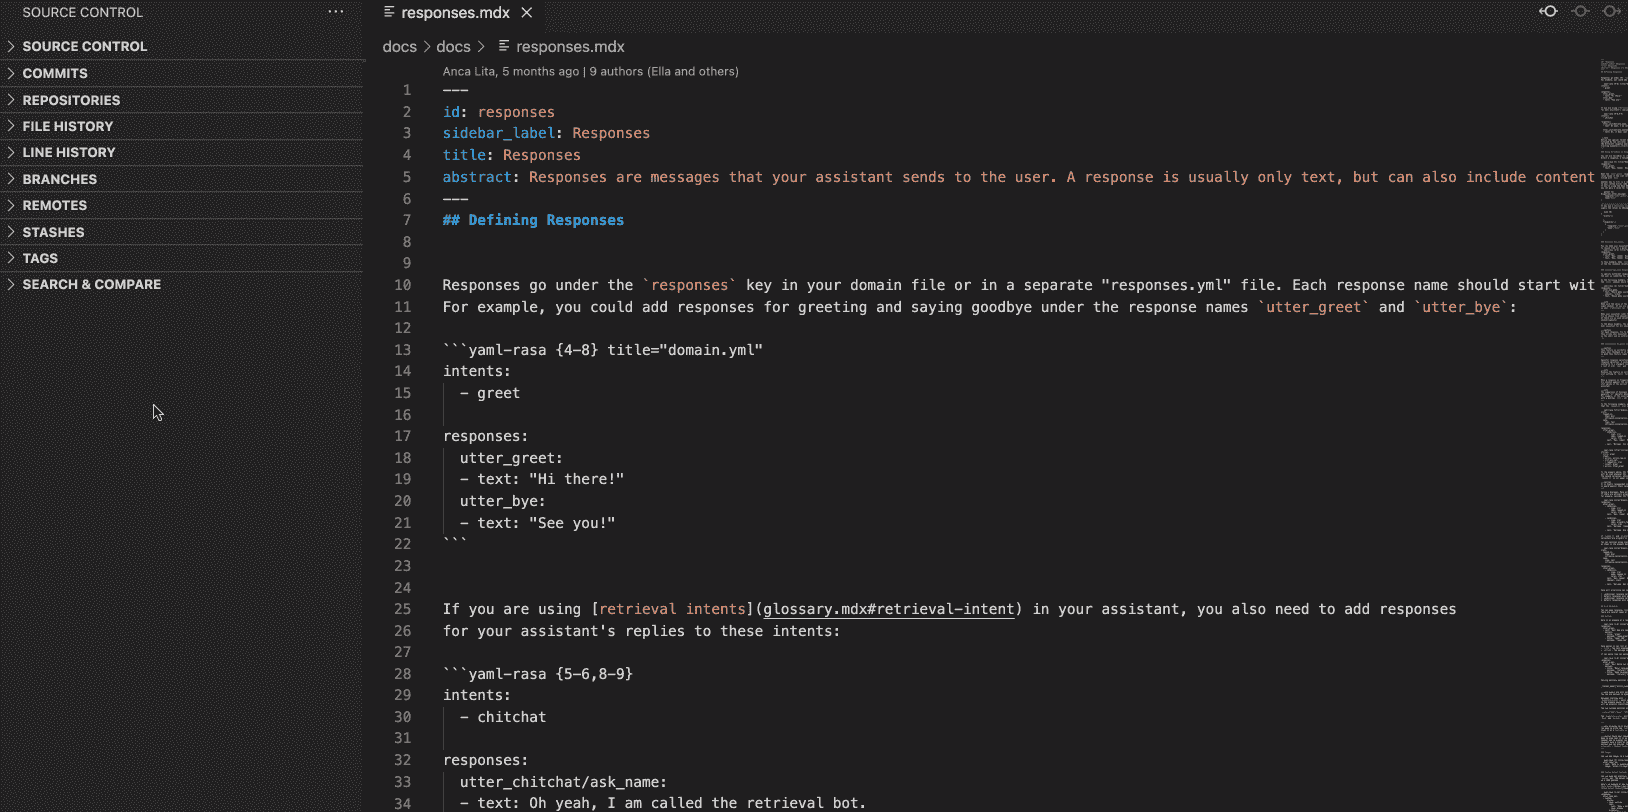 SOURCE CONTROL ...
SOURCE CONTROL
COMMITS
REPOSITORIES
FILE HISTORY
LINE HISTORY
BRANCHES
REMOTES
STASHES
TAGS
SEARCH & COMPARE
responses.mdx
docs > docs > responses.mdx
Anca Lita, 5 months ago | 9 authors (Ella and others)
1 ---
2 id: responses
3 sidebar_label: Responses
4 title: Responses
5 abstract: Responses are messages that your assistant sends to the user. A response is usually only text, but can also include content
6 ---
7 ## Defining Responses
8
9
10 Responses go under the `responses` key in your domain file or in a separate "responses.yml" file. Each response name should start wit
11 For example, you could add responses for greeting and saying goodbye under the response names `utter_greet` and `utter_bye`:
12
13 ```yaml-rasa {4-8} title="domain.yml"
14 intents:
15 - greet
16
17 responses:
18 utter_greet:
19 - text: "Hi there!"
20 utter_bye:
21 - text: "See you!"
22 ```
23
24
25 If you are using [retrieval intents](glossary.mdx#retrieval-intent) in your assistant, you also need to add responses
26 for your assistant's replies to these intents:
27
28 ```yaml-rasa {5-6,8-9}
29 intents:
30 - chitchat
31
32 responses:
33 utter_chitchat/ask_name:
34 - text: Oh yeah, I am called the retrieval bot.